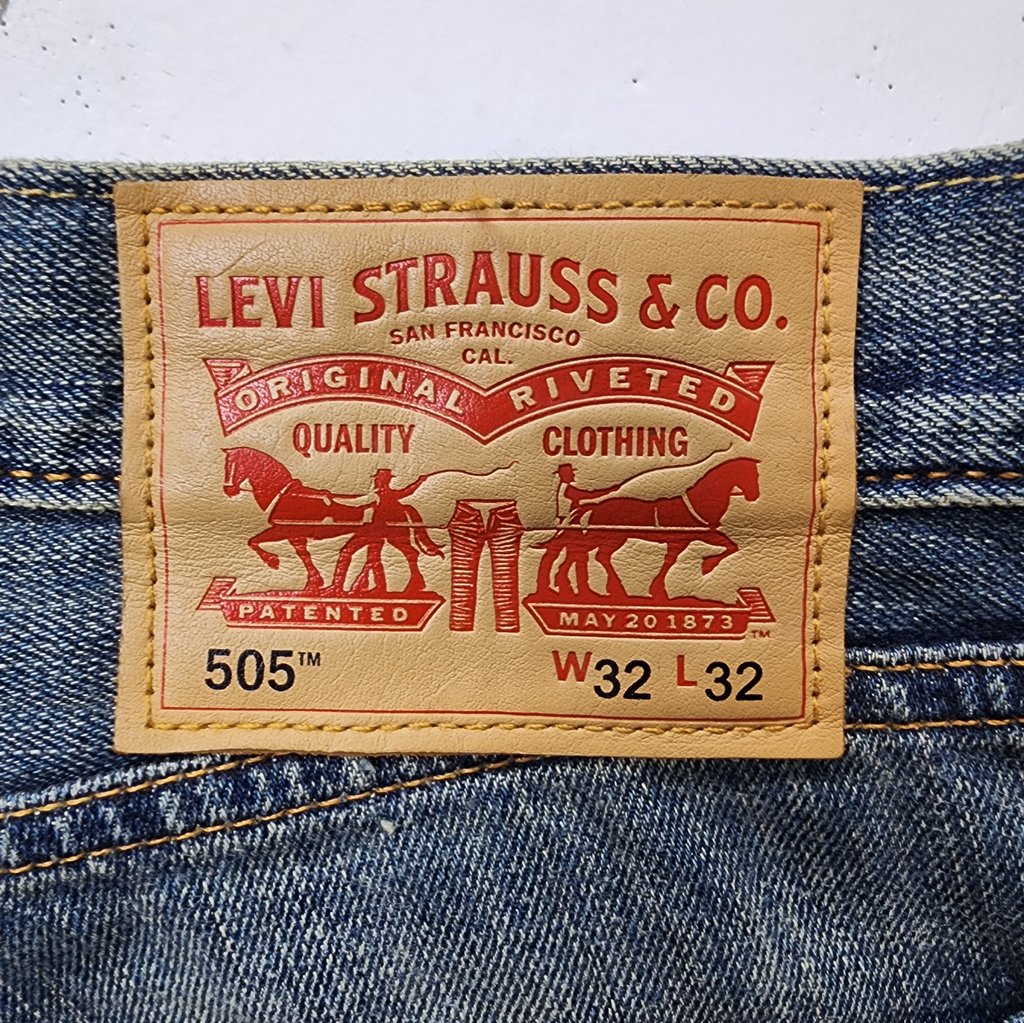 LEVI STRAUSS & CO.
SAN FRANCISCO
CAL.
ORIGINAL RIVETED
QUALITY CLOTHING
PATENTED MAY 20 1873 ™
505™ W32 L32